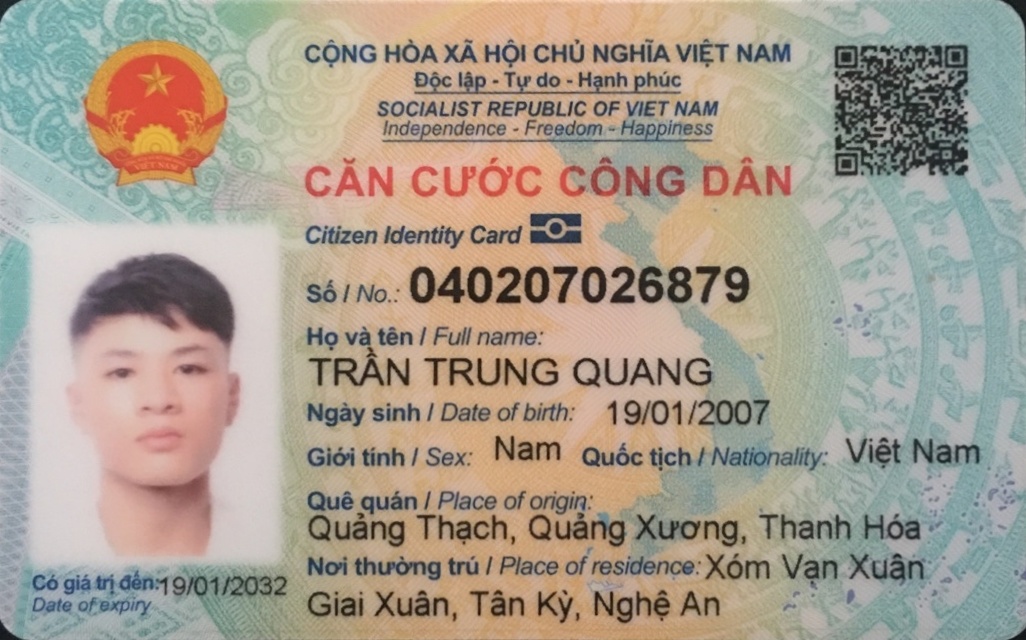 CỘNG HÒA XÃ HỘI CHỦ NGHĨA VIỆT NAM
Độc lập - Tự do - Hạnh phúc
SOCIALIST REPUBLIC OF VIET NAM
Independence - Freedom - Happiness
CĂN CƯỚC CÔNG DÂN
Citizen Identity Card
Số / No.: 040207026879
Họ và tên / Full name:
TRẦN TRUNG QUANG
Ngày sinh / Date of birth: 19/01/2007
Giới tính / Sex: Nam Quốc tịch / Nationality: Việt Nam
Quê quán / Place of origin:
Quảng Thạch, Quảng Xương, Thanh Hóa
Nơi thường trú / Place of residence: Xóm Vạn Xuân
Giai Xuân, Tân Kỳ, Nghệ An
Có giá trị đến: 19/01/2032
Date of expiry
VIỆT NAM